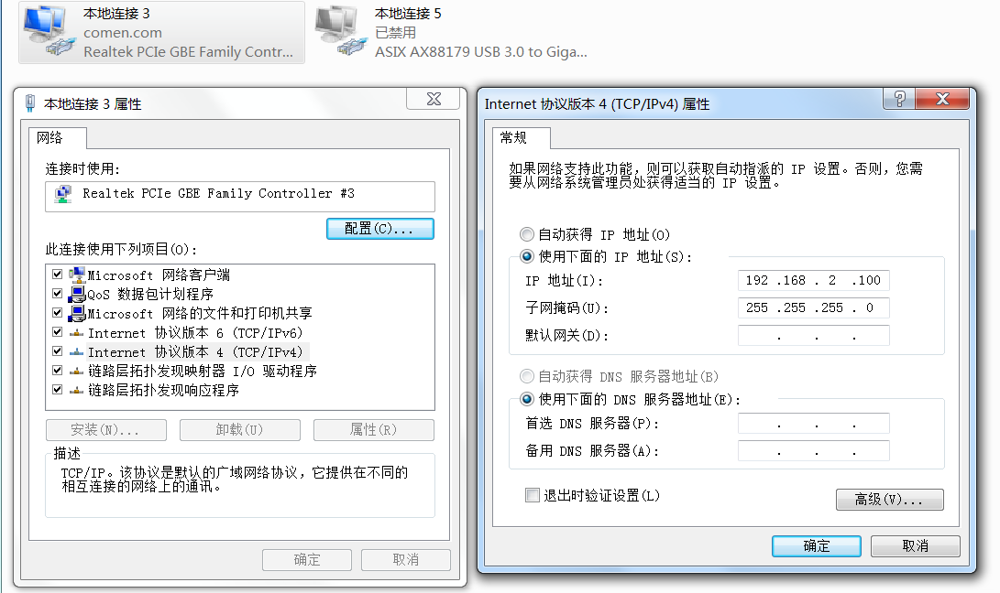 本地连接 3
comen.com
Realtek PCIe GBE Family Contr...
本地连接 5
已禁用
ASIX AX88179 USB 3.0 to Giga...
本地连接 3 属性
网络
连接时使用:
Realtek PCIe GBE Family Controller #3
配置(C)...
此连接使用下列项目(O):
Microsoft 网络客户端
QoS 数据包计划程序
Microsoft 网络的文件和打印机共享
Internet 协议版本 6 (TCP/IPv6)
Internet 协议版本 4 (TCP/IPv4)
链路层拓扑发现映射器 I/O 驱动程序
链路层拓扑发现响应程序
安装(N)...
卸载(U)
属性(R)
描述
TCP/IP。该协议是默认的广域网络协议，它提供在不同的
相互连接的网络上的通讯。
确定
取消
Internet 协议版本 4 (TCP/IPv4) 属性
常规
如果网络支持此功能，则可以获取自动指派的 IP 设置。否则，您需
要从网络系统管理员处获得适当的 IP 设置。
自动获得 IP 地址(O)
使用下面的 IP 地址(S):
IP 地址(I):
192 .168 . 2 .100
子网掩码(U):
255 .255 .255 . 0
默认网关(D):
. . .
自动获得 DNS 服务器地址(B)
使用下面的 DNS 服务器地址(E):
首选 DNS 服务器(P):
. . .
备用 DNS 服务器(A):
. . .
退出时验证设置(L)
高级(V)...
确定
取消